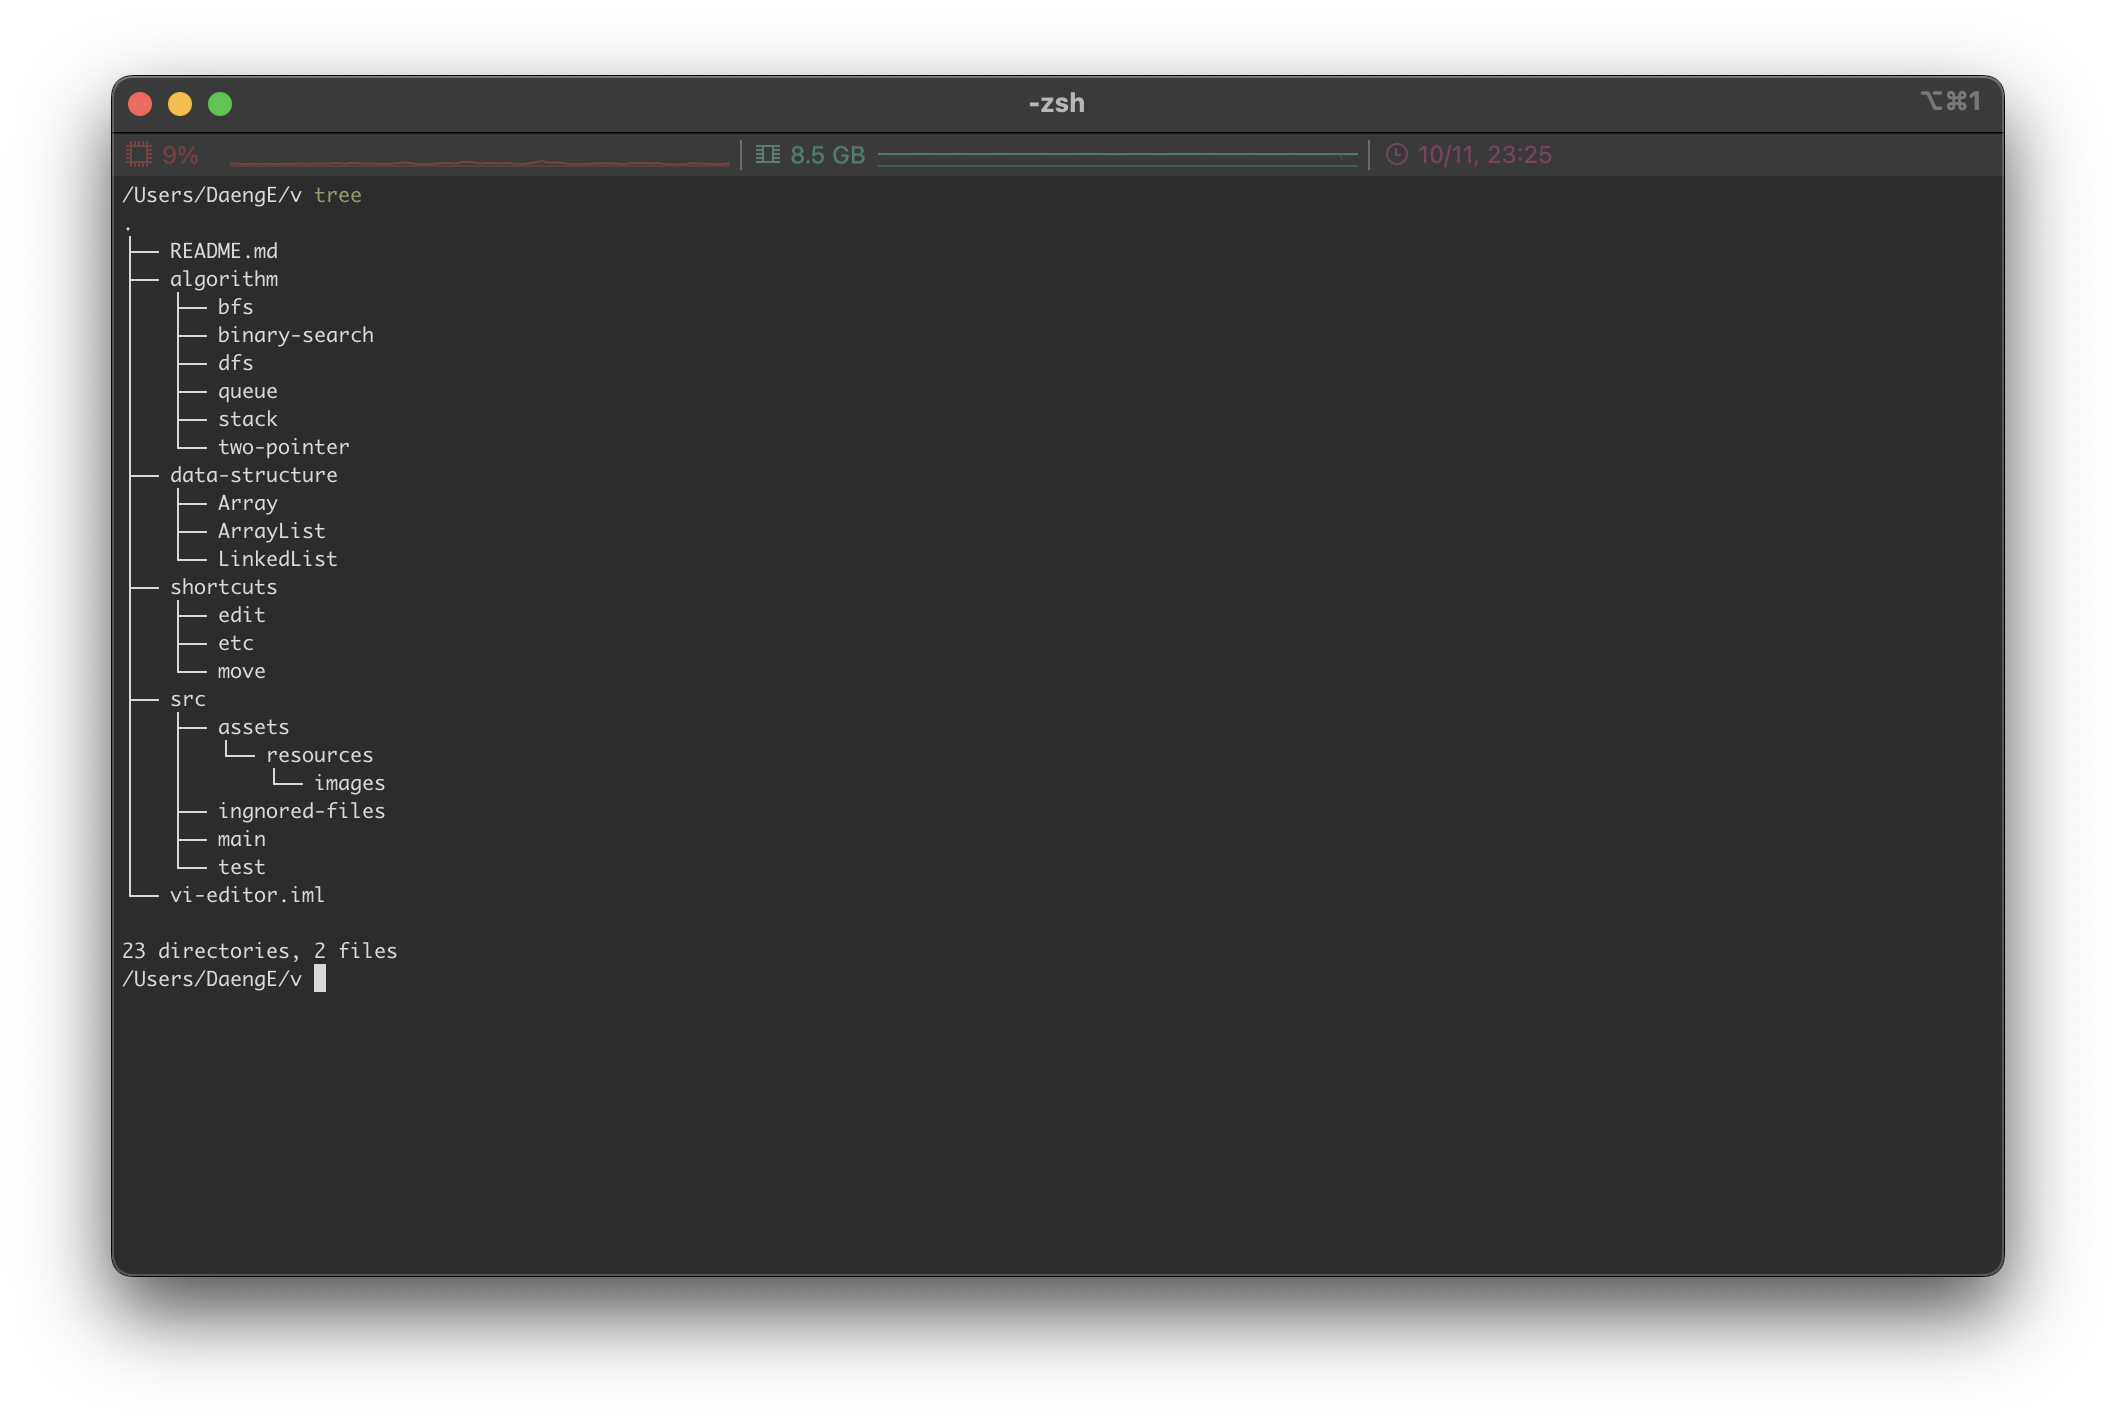 -zsh
⌥⌘1
9%
8.5 GB
10/11, 23:25
/Users/DaengE/v tree
.
├── README.md
├── algorithm
│   ├── bfs
│   ├── binary-search
│   ├── dfs
│   ├── queue
│   ├── stack
│   └── two-pointer
├── data-structure
│   ├── Array
│   ├── ArrayList
│   └── LinkedList
├── shortcuts
│   ├── edit
│   ├── etc
│   └── move
├── src
│   ├── assets
│   │   └── resources
│   │       └── images
│   ├── ingnored-files
│   ├── main
│   └── test
└── vi-editor.iml
23 directories, 2 files
/Users/DaengE/v